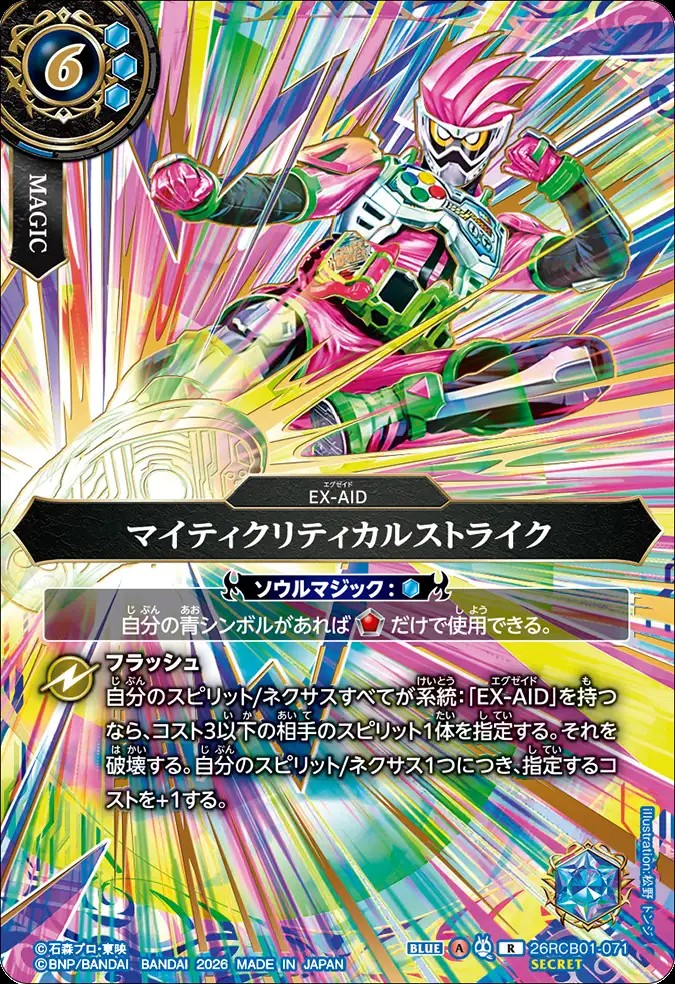 6
MAGIC
エグゼイド
EX-AID
マイティクリティカルストライク
ソウルマジック:
自分の青シンボルがあれば だけで使用できる。
フラッシュ
自分のスピリット/ネクサスすべてが系統:「EX-AID」を持つ
なら、コスト3以下の相手のスピリット1体を指定する。それを
破壊する。自分のスピリット/ネクサス1つにつき、指定するコ
ストを+1する。
illustration:松野 トンジ
©石森プロ・東映
©BNP/BANDAI BANDAI 2026 MADE IN JAPAN
BLUE A R 26RCB01-071
SECRET